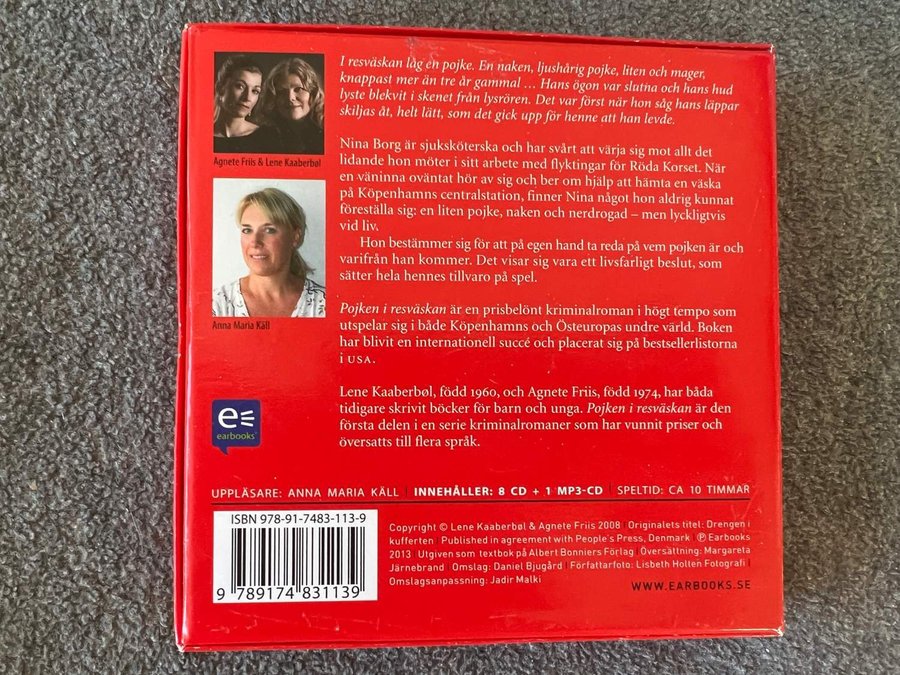 I resväskan låg en pojke. En naken, ljushårig pojke, liten och mager,
knappast mer än tre år gammal ... Hans ögon var slutna och hans hud
lyste blekvit i skenet från lysrören. Det var först när hon såg hans läppar
skiljas åt, helt lätt, som det gick upp för henne att han levde.
Agnete Friis & Lene Kaaberbøl
Nina Borg är sjuksköterska och har svårt att värja sig mot allt det
lidande hon möter i sitt arbete med flyktingar för Röda Korset. När
en väninna oväntat hör av sig och ber om hjälp att hämta en väska
på Köpenhamns centralstation, finner Nina något hon aldrig kunnat
föreställa sig: en liten pojke, naken och nerdrogad – men lyckligtvis
vid liv.
Hon bestämmer sig för att på egen hand ta reda på vem pojken är och
varifrån han kommer. Det visar sig vara ett livsfarligt beslut, som
sätter hela hennes tillvaro på spel.
Anna Maria Käll
Pojken i resväskan är en prisbelönt kriminalroman i högt tempo som
utspelar sig i både Köpenhamns och Östeuropas undre värld. Boken
har blivit en internationell succé och placerat sig på bestsellerlistorna
i USA.
Lene Kaaberbøl, född 1960, och Agnete Friis, född 1974, har båda
tidigare skrivit böcker för barn och unga. Pojken i resväskan är den
första delen i en serie kriminalromaner som har vunnit priser och
översatts till flera språk.
e
earbooks
UPPLÄSARE: ANNA MARIA KÄLL | INNEHÅLLER: 8 CD + 1 MP3-CD | SPELTID: CA 10 TIMMAR
ISBN 978-91-7483-113-9
9 789174 831139
Copyright © Lene Kaaberbøl & Agnete Friis 2008 | Originalets titel: Drengen i
kufferten | Published in agreement with People's Press, Denmark | ℗ Earbooks
2013 | Utgiven som textbok på Albert Bonniers Förlag | Översättning: Margareta
Järnebrand | Omslag: Daniel Bjugård | Författarfoto: Lisbeth Holten Fotografi |
Omslagsanpassning: Jadir Malki
WWW.EARBOOKS.SE